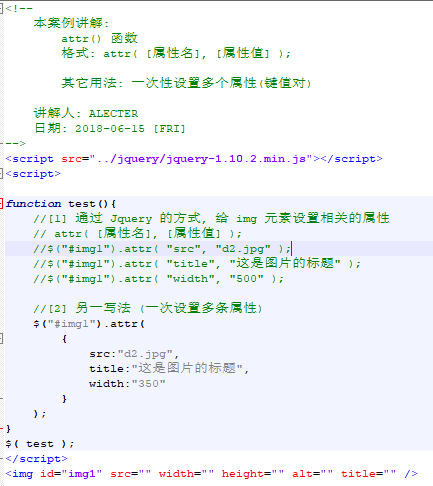 <!--
本案例讲解:
attr() 函数
格式: attr( [属性名], [属性值] );
其它用法: 一次性设置多个属性(键值对)
讲解人: ALECTER
日期: 2018-06-15 [FRI]
-->
<script src="../jquery/jquery-1.10.2.min.js"></script>
<script>
function test(){
//[1] 通过 Jquery 的方式, 给 img 元素设置相关的属性
// attr( [属性名], [属性值] );
//$("#img1").attr( "src", "d2.jpg" );
//$("#img1").attr( "title", "这是图片的标题" );
//$("#img1").attr( "width", "500" );
//[2] 另一写法 (一次设置多条属性)
$("#img1").attr(
{
src:"d2.jpg",
title:"这是图片的标题",
width:"350"
}
);
}
$( test );
</script>
<img id="img1" src="" width="" height="" alt="" title="" />